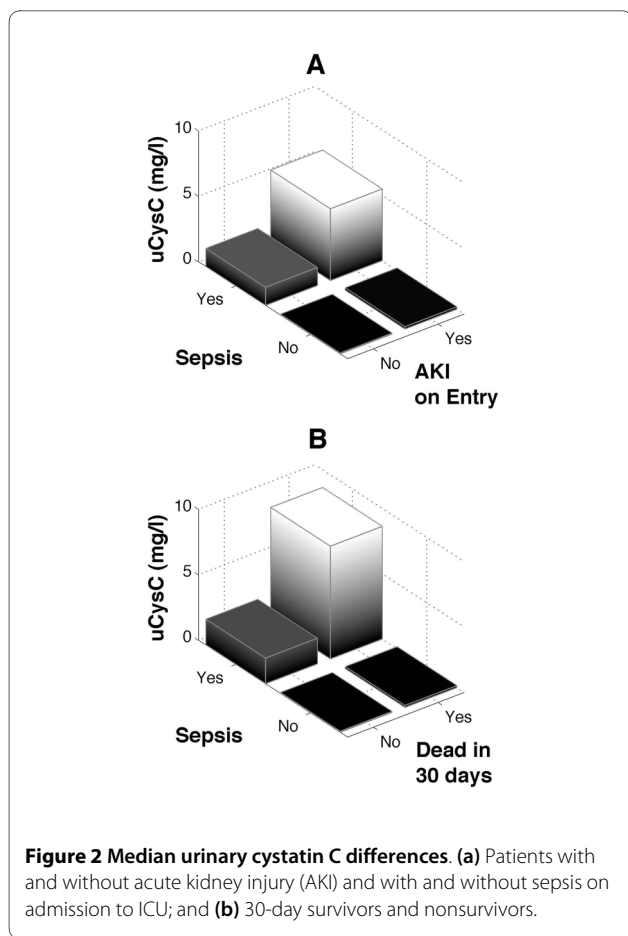 A
10
5
0
uCysC (mg/l)
Yes
No
Sepsis
No
Yes
AKI
on Entry
B
10
5
0
uCysC (mg/l)
Yes
No
Sepsis
No
Yes
Dead in
30 days
Figure 2 Median urinary cystatin C differences. (a) Patients with
and without acute kidney injury (AKI) and with and without sepsis on
admission to ICU; and (b) 30-day survivors and nonsurvivors.